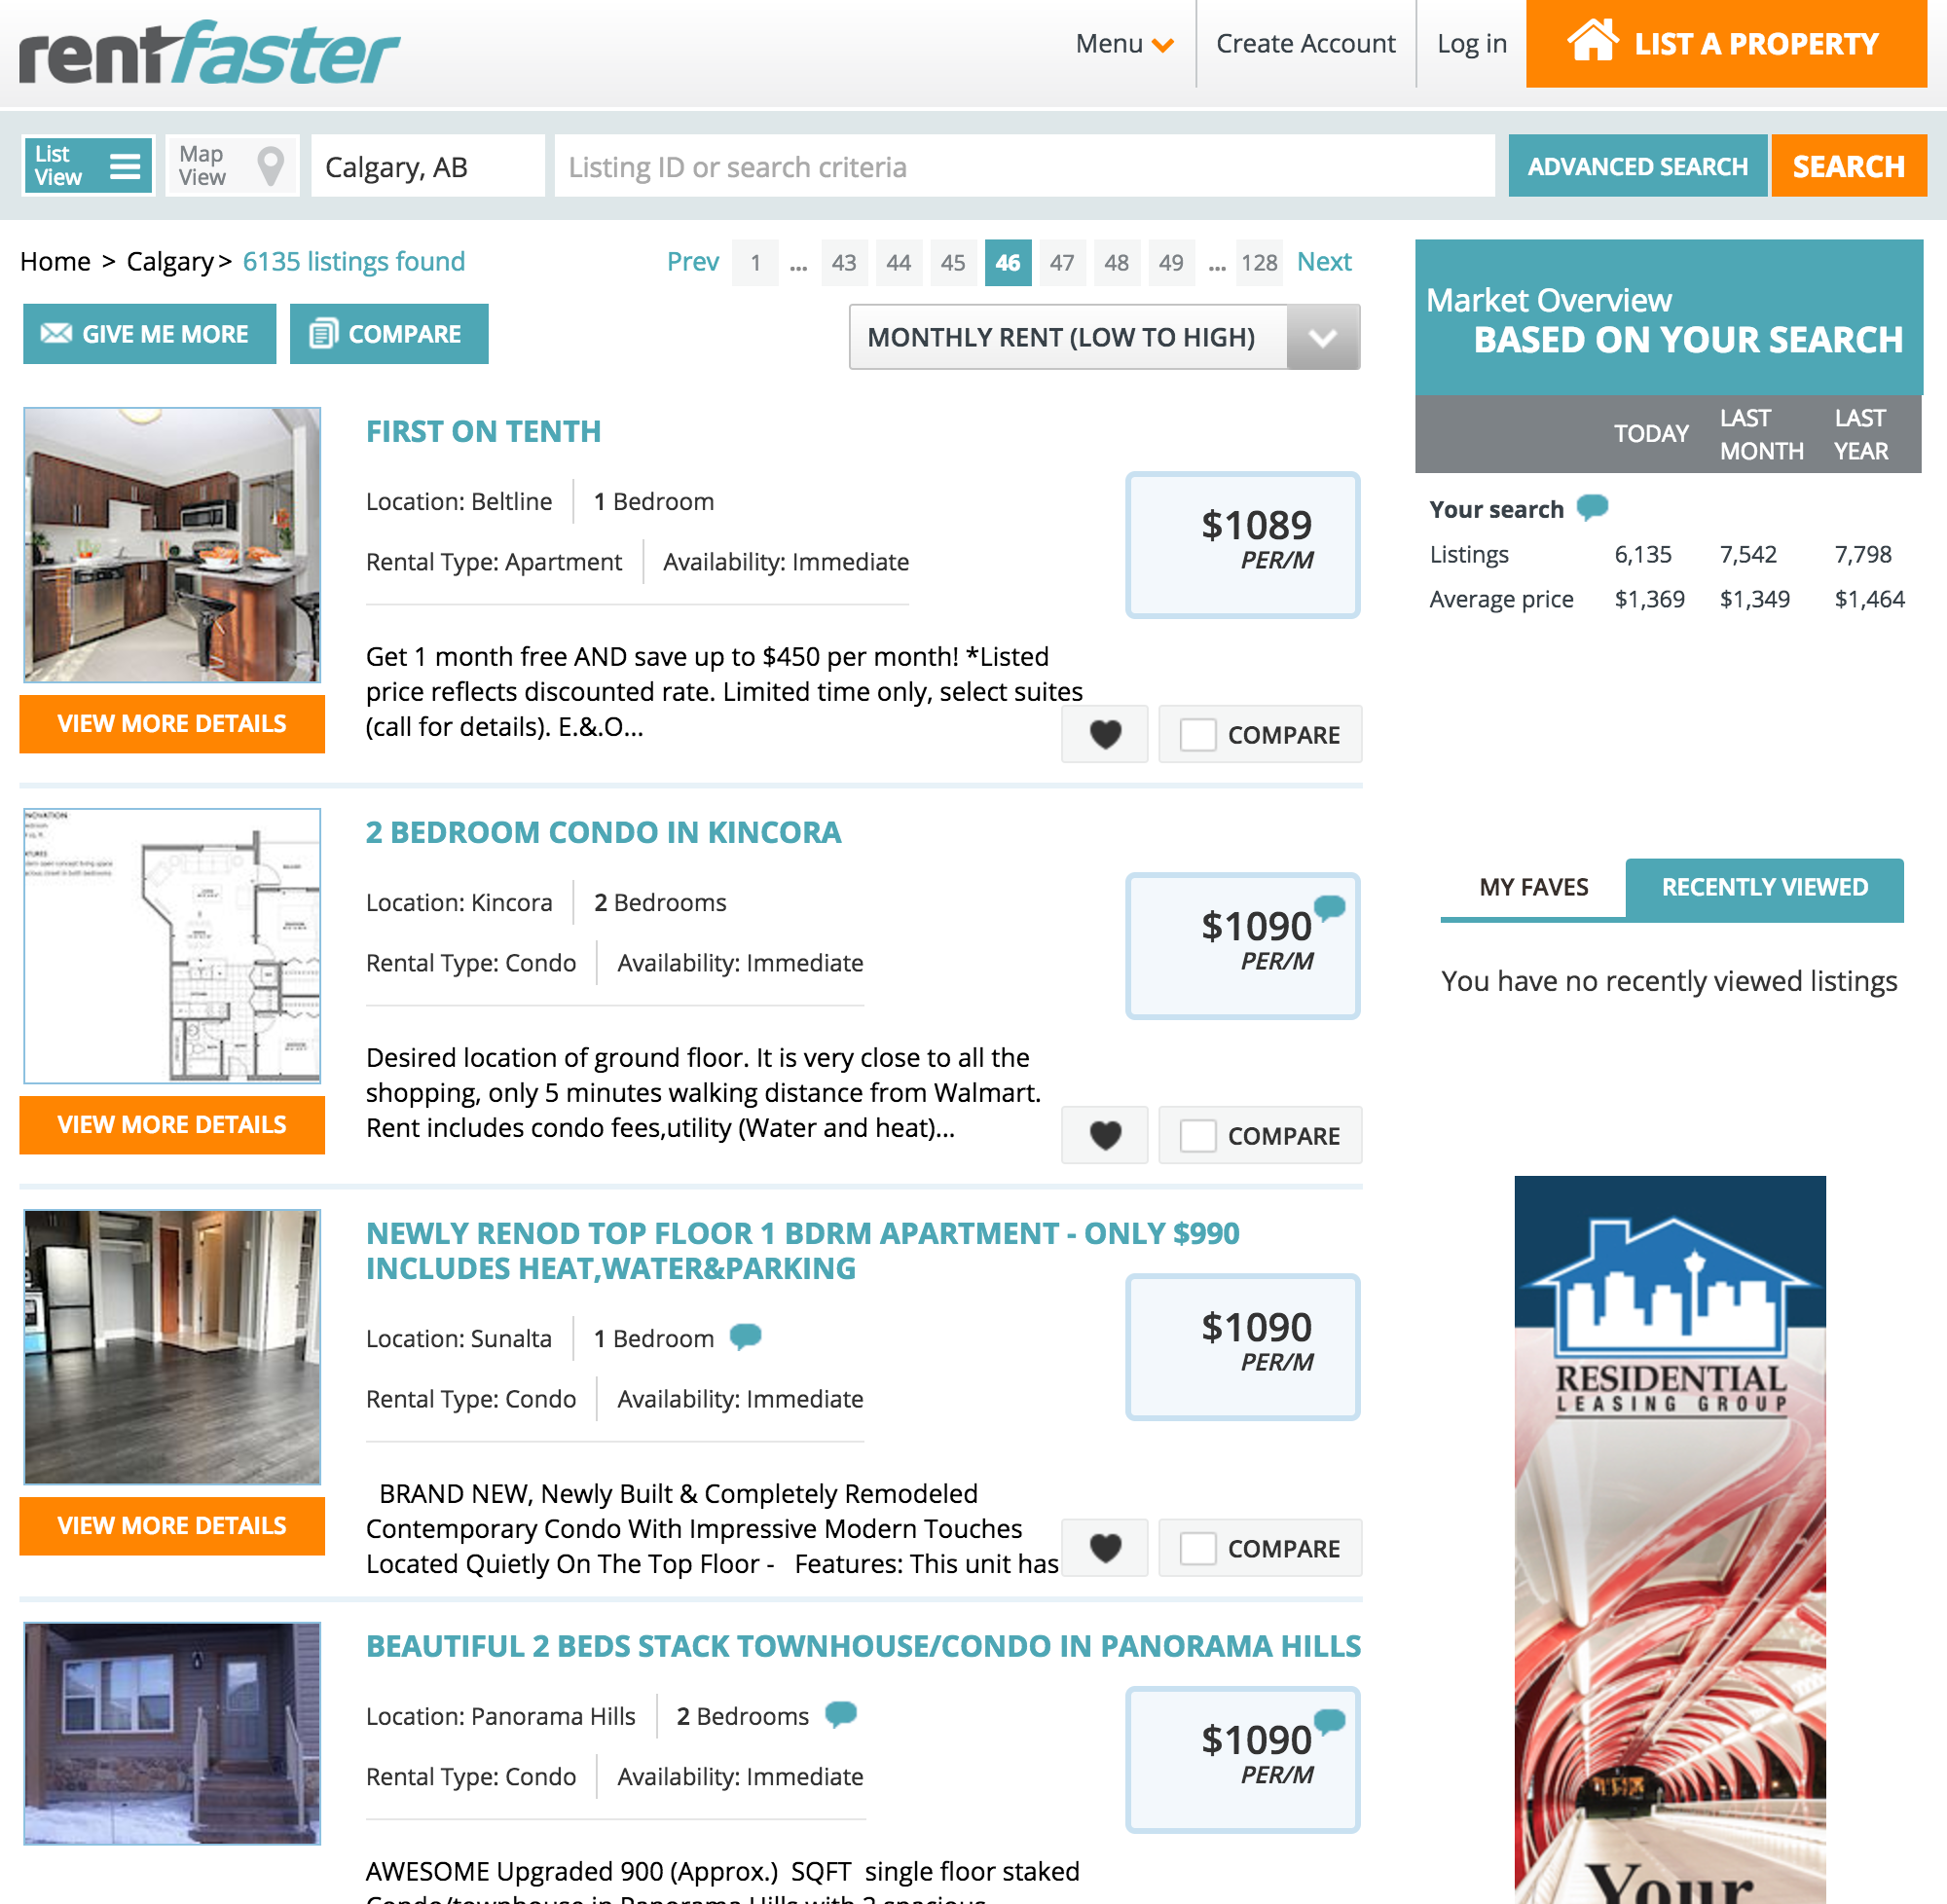 rentfaster
Menu
Create Account
Log in
LIST A PROPERTY
List View
Map View
Calgary, AB
Listing ID or search criteria
ADVANCED SEARCH
SEARCH
Home > Calgary > 6135 listings found
Prev 1 ... 43 44 45 46 47 48 49 ... 128 Next
GIVE ME MORE
COMPARE
MONTHLY RENT (LOW TO HIGH)
FIRST ON TENTH
Location: Beltline 1 Bedroom
Rental Type: Apartment Availability: Immediate
$1089
PER/M
Get 1 month free AND save up to $450 per month! *Listed
price reflects discounted rate. Limited time only, select suites
(call for details). E.&.O...
VIEW MORE DETAILS
COMPARE
2 BEDROOM CONDO IN KINCORA
Location: Kincora 2 Bedrooms
Rental Type: Condo Availability: Immediate
$1090
PER/M
Desired location of ground floor. It is very close to all the
shopping, only 5 minutes walking distance from Walmart.
Rent includes condo fees,utility (Water and heat)...
VIEW MORE DETAILS
COMPARE
NEWLY RENOD TOP FLOOR 1 BDRM APARTMENT - ONLY $990
INCLUDES HEAT,WATER&PARKING
Location: Sunalta 1 Bedroom
Rental Type: Condo Availability: Immediate
$1090
PER/M
BRAND NEW, Newly Built & Completely Remodeled
Contemporary Condo With Impressive Modern Touches
Located Quietly On The Top Floor - Features: This unit has
VIEW MORE DETAILS
COMPARE
BEAUTIFUL 2 BEDS STACK TOWNHOUSE/CONDO IN PANORAMA HILLS
Location: Panorama Hills 2 Bedrooms
Rental Type: Condo Availability: Immediate
$1090
PER/M
AWESOME Upgraded 900 (Approx.) SQFT single floor staked
Condo/townhouse in Panorama Hills with 2 spacious
Market Overview
BASED ON YOUR SEARCH
TODAY LAST MONTH LAST YEAR
Your search
Listings 6,135 7,542 7,798
Average price $1,369 $1,349 $1,464
MY FAVES
RECENTLY VIEWED
You have no recently viewed listings
RESIDENTIAL
LEASING GROUP
Your